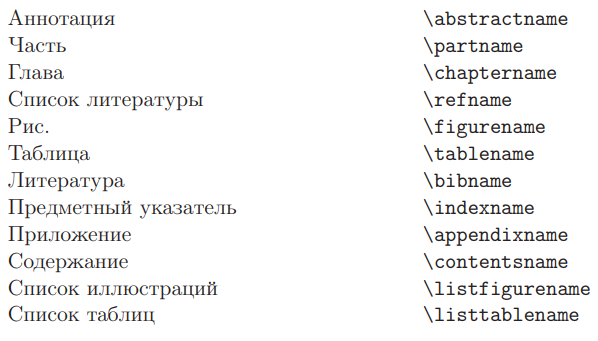 Аннотация \abstractname
Часть \partname
Глава \chaptername
Список литературы \refname
Рис. \figurename
Таблица \tablename
Литература \bibname
Предметный указатель \indexname
Приложение \appendixname
Содержание \contentsname
Список иллюстраций \listfigurename
Список таблиц \listtablename